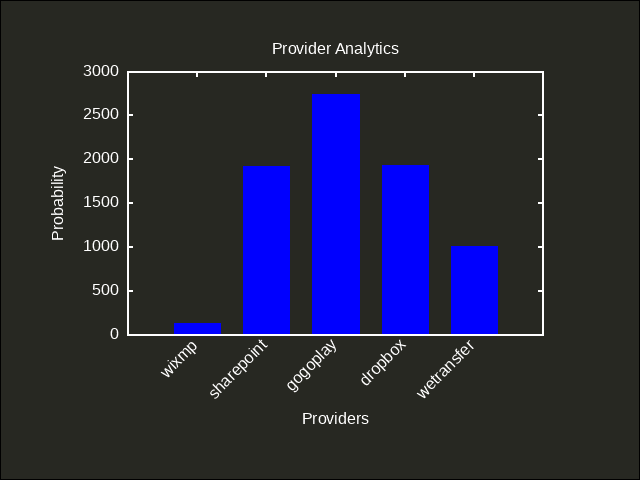 Provider Analytics
3000
2500
2000
1500
1000
500
0
Probability
wixmp
sharepoint
gogoplay
dropbox
wetransfer
Providers